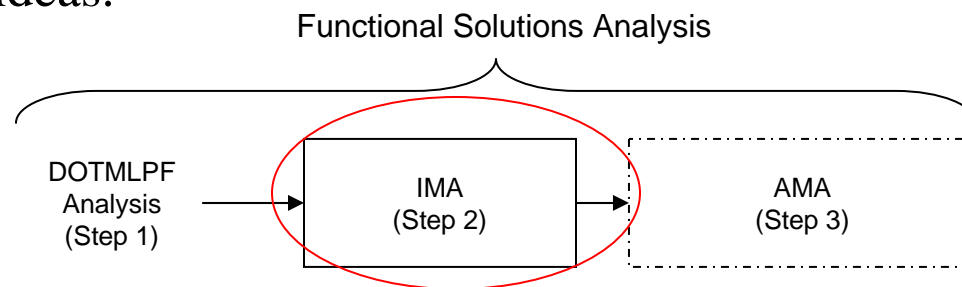 ideas.
Functional Solutions Analysis
DOTMLPF
Analysis
(Step 1)
IMA
(Step 2)
AMA
(Step 3)